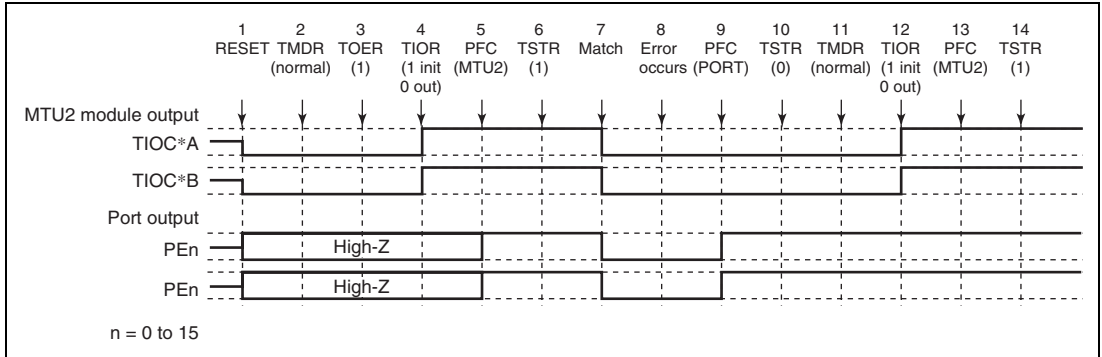 1 2 3 4 5 6 7 8 9 10 11 12 13 14
RESET TMDR TOER TIOR PFC TSTR Match Error PFC TSTR TMDR TIOR PFC TSTR
(normal) (1) (1 init (MTU2) (1) occurs (PORT) (0) (normal) (1 init (MTU2) (1)
0 out) 0 out)
MTU2 module output
TIOC*A
TIOC*B
Port output
PEn High-Z
PEn High-Z
n = 0 to 15